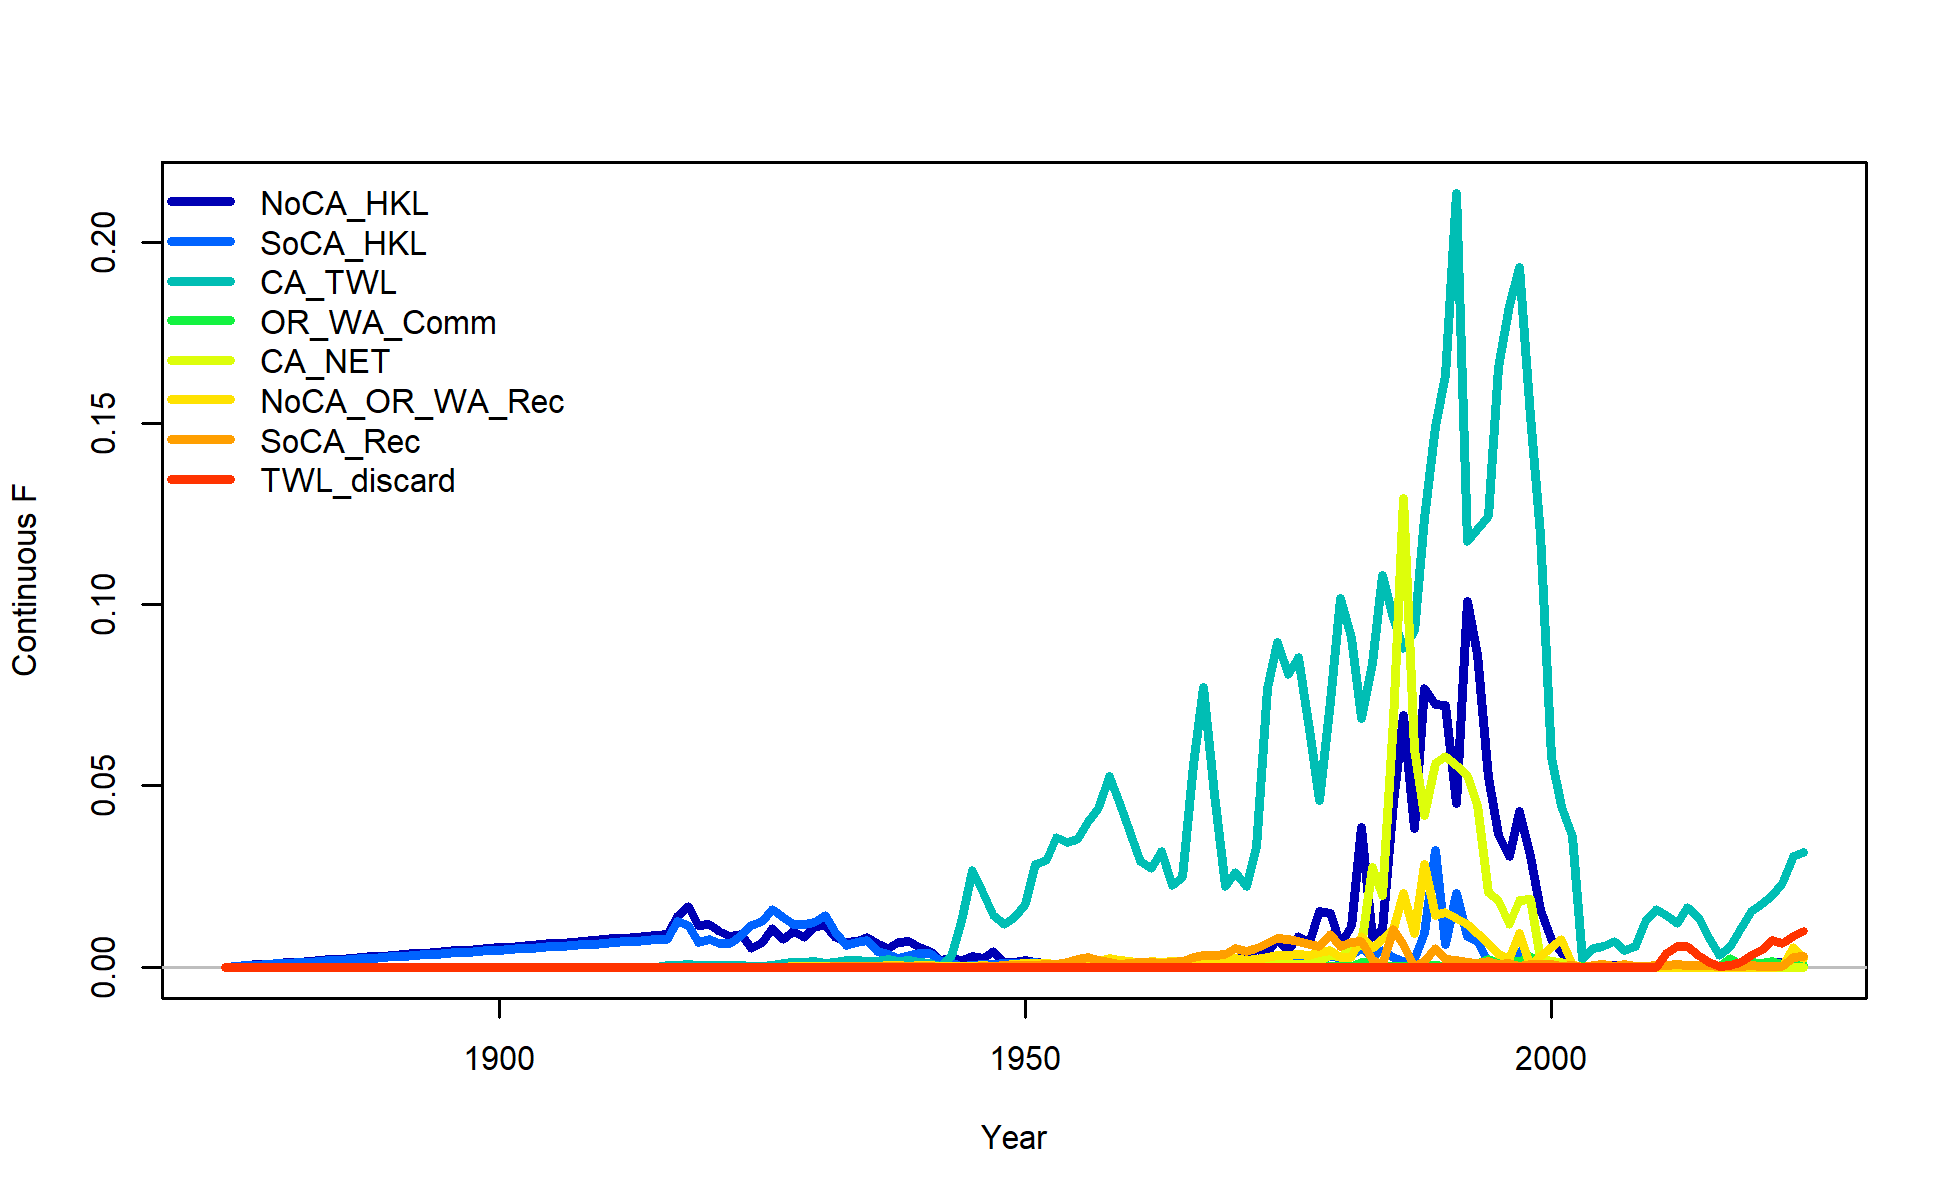 NoCA_HKL
SoCA_HKL
CA_TWL
OR_WA_Comm
CA_NET
NoCA_OR_WA_Rec
SoCA_Rec
TWL_discard
Continuous F
0.20
0.15
0.10
0.05
0.00
1900 1950 2000
Year